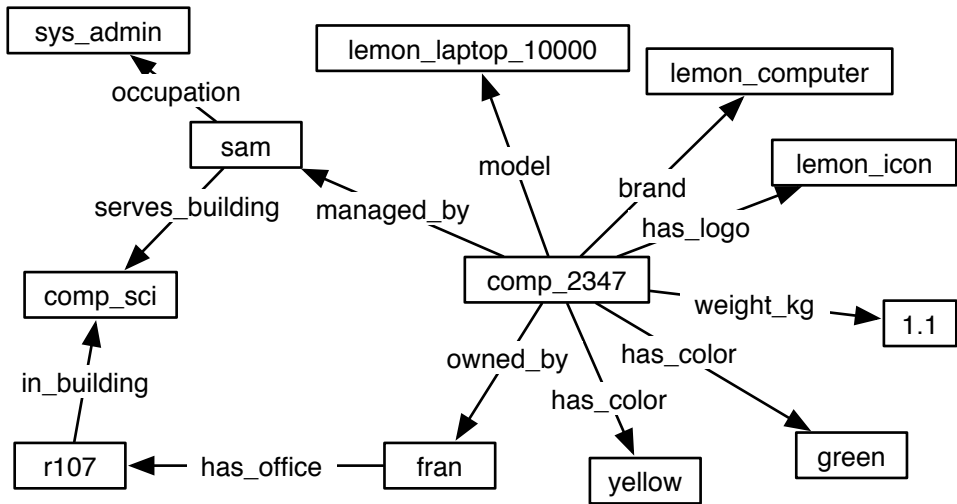 sys_admin
lemon_laptop_10000
lemon_computer
occupation
sam
model
lemon_icon
brand
serves_building
managed_by
has_logo
comp_2347
comp_sci
weight_kg
1.1
owned_by
has_color
in_building
has_color
r107
has_office
fran
yellow
green